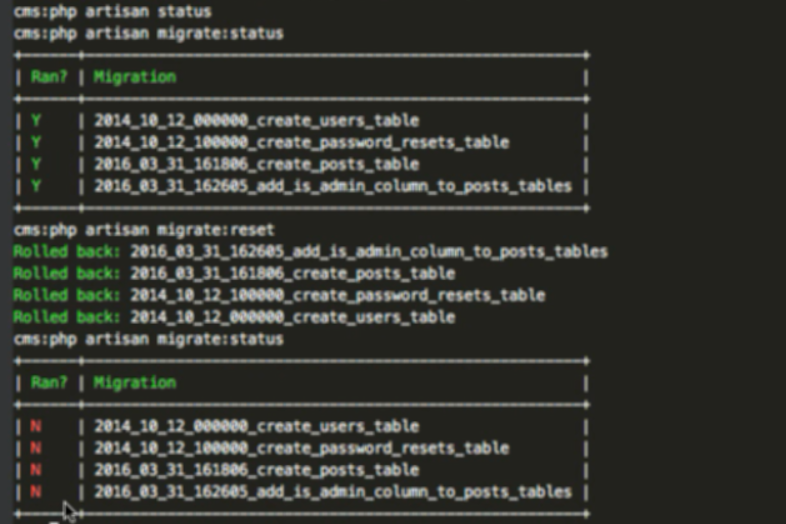 cms:php artisan status
cms:php artisan migrate:status
| Ran? | Migration |
| Y | 2014_10_12_000000_create_users_table |
| Y | 2014_10_12_100000_create_password_resets_table |
| Y | 2016_03_31_161806_create_posts_table |
| Y | 2016_03_31_162605_add_is_admin_column_to_posts_tables |
cms:php artisan migrate:reset
Rolled back: 2016_03_31_162605_add_is_admin_column_to_posts_tables
Rolled back: 2016_03_31_161806_create_posts_table
Rolled back: 2014_10_12_100000_create_password_resets_table
Rolled back: 2014_10_12_000000_create_users_table
cms:php artisan migrate:status
| Ran? | Migration |
| N | 2014_10_12_000000_create_users_table |
| N | 2014_10_12_100000_create_password_resets_table |
| N | 2016_03_31_161806_create_posts_table |
| N | 2016_03_31_162605_add_is_admin_column_to_posts_tables |